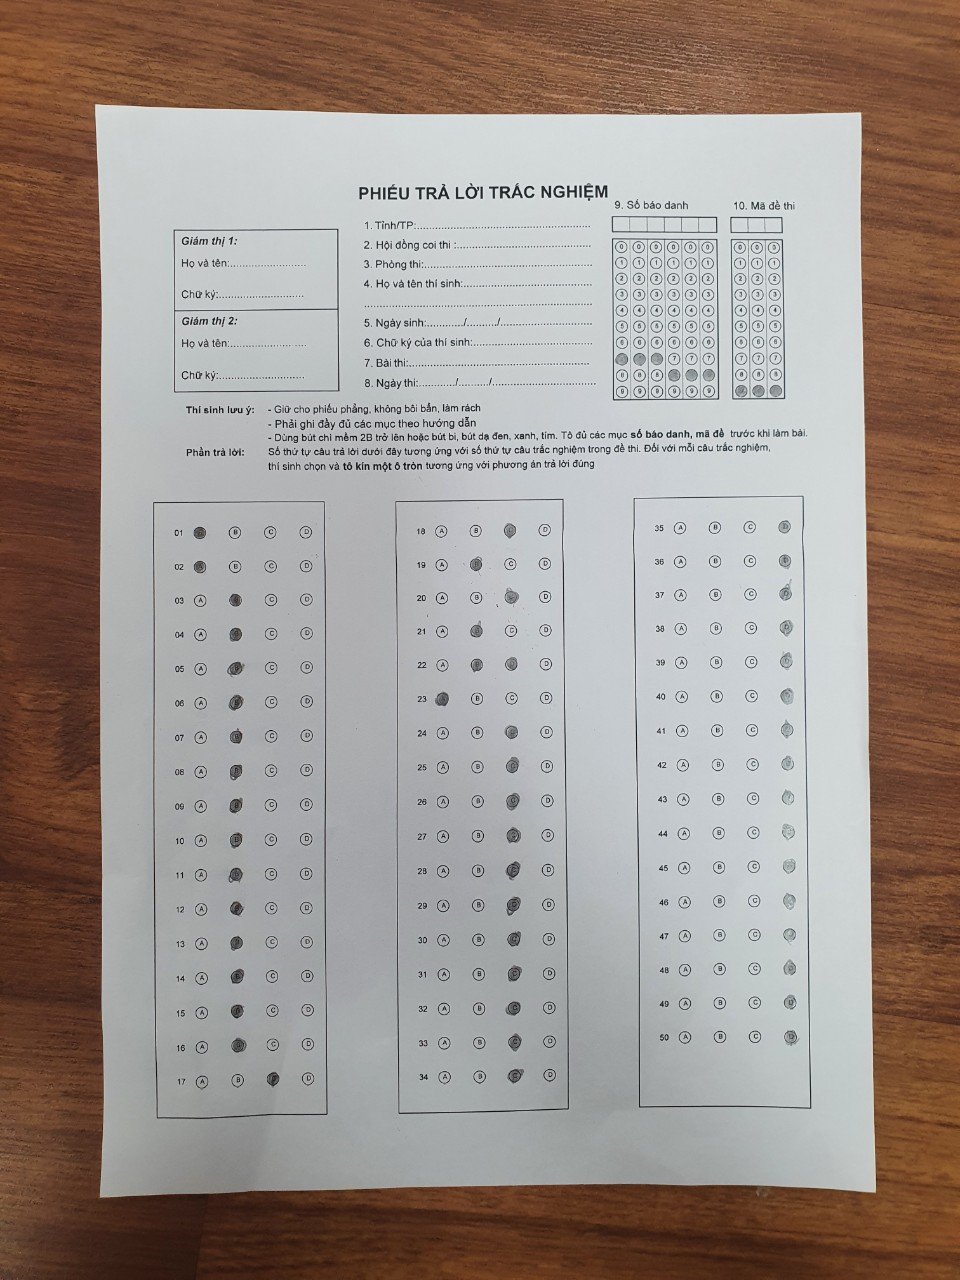 PHIẾU TRẢ LỜI TRẮC NGHIỆM
Giám thị 1:
Họ và tên:............................
Chữ ký:............................
Giám thị 2:
Họ và tên:............................
Chữ ký:............................
1. Tỉnh/TP:............................
2. Hội đồng coi thi :............................
3. Phòng thi:............................
4. Họ và tên thí sinh:............................
............................
5. Ngày sinh:............/........../............................
6. Chữ ký của thí sinh:............................
7. Bài thi:............................
8. Ngày thi:............/........../............................
9. Số báo danh
0 0 0 0 0 0
1 1 1 1 1 1
2 2 2 2 2 2
3 3 3 3 3 3
4 4 4 4 4 4
5 5 5 5 5 5
6 6 6 6 6 6
7 7 7
8 8 8
9 9 9 9 9 9
10. Mã đề thi
0 0 0
1 1 1
2 2 2
3 3 3
4 4 4
5 5 5
6 6 6
7 7 7
8 8 8
Thí sinh lưu ý: - Giữ cho phiếu phẳng, không bôi bẩn, làm rách
- Phải ghi đầy đủ các mục theo hướng dẫn
- Dùng bút chì mềm 2B trở lên hoặc bút bi, bút dạ đen, xanh, tím. Tô đủ các mục số báo danh, mã đề trước khi làm bài.
Phần trả lời: Số thứ tự câu trả lời dưới đây tương ứng với số thứ tự câu trắc nghiệm trong đề thi. Đối với mỗi câu trắc nghiệm,
thí sinh chọn và tô kín một ô tròn tương ứng với phương án trả lời đúng
01 B C D
02 A B C D
03 A B C D
04 A B C D
05 A B C D
06 A B C D
07 A B C D
08 A B C D
09 A B C D
10 A B C D
11 A B C D
12 A C D
13 A C D
14 A B C D
15 A B C D
16 A B C D
17 A B D
18 A B C D
19 A B C D
20 A B C D
21 A B C D
22 A B C D
23 B C D
24 A B C D
25 A B C D
26 A B C D
27 A B C D
28 A B C D
29 A B C D
30 A B C D
31 A B C D
32 A B C D
33 A B C D
34 A B C D
35 A B C D
36 A B C D
37 A B C D
38 A B C D
39 A B C D
40 A B C
41 A B C
42 A B C D
43 A B C
44 A B C
45 A B C
46 A B C
47 A B C
48 A B C D
49 A B C D
50 A B C D